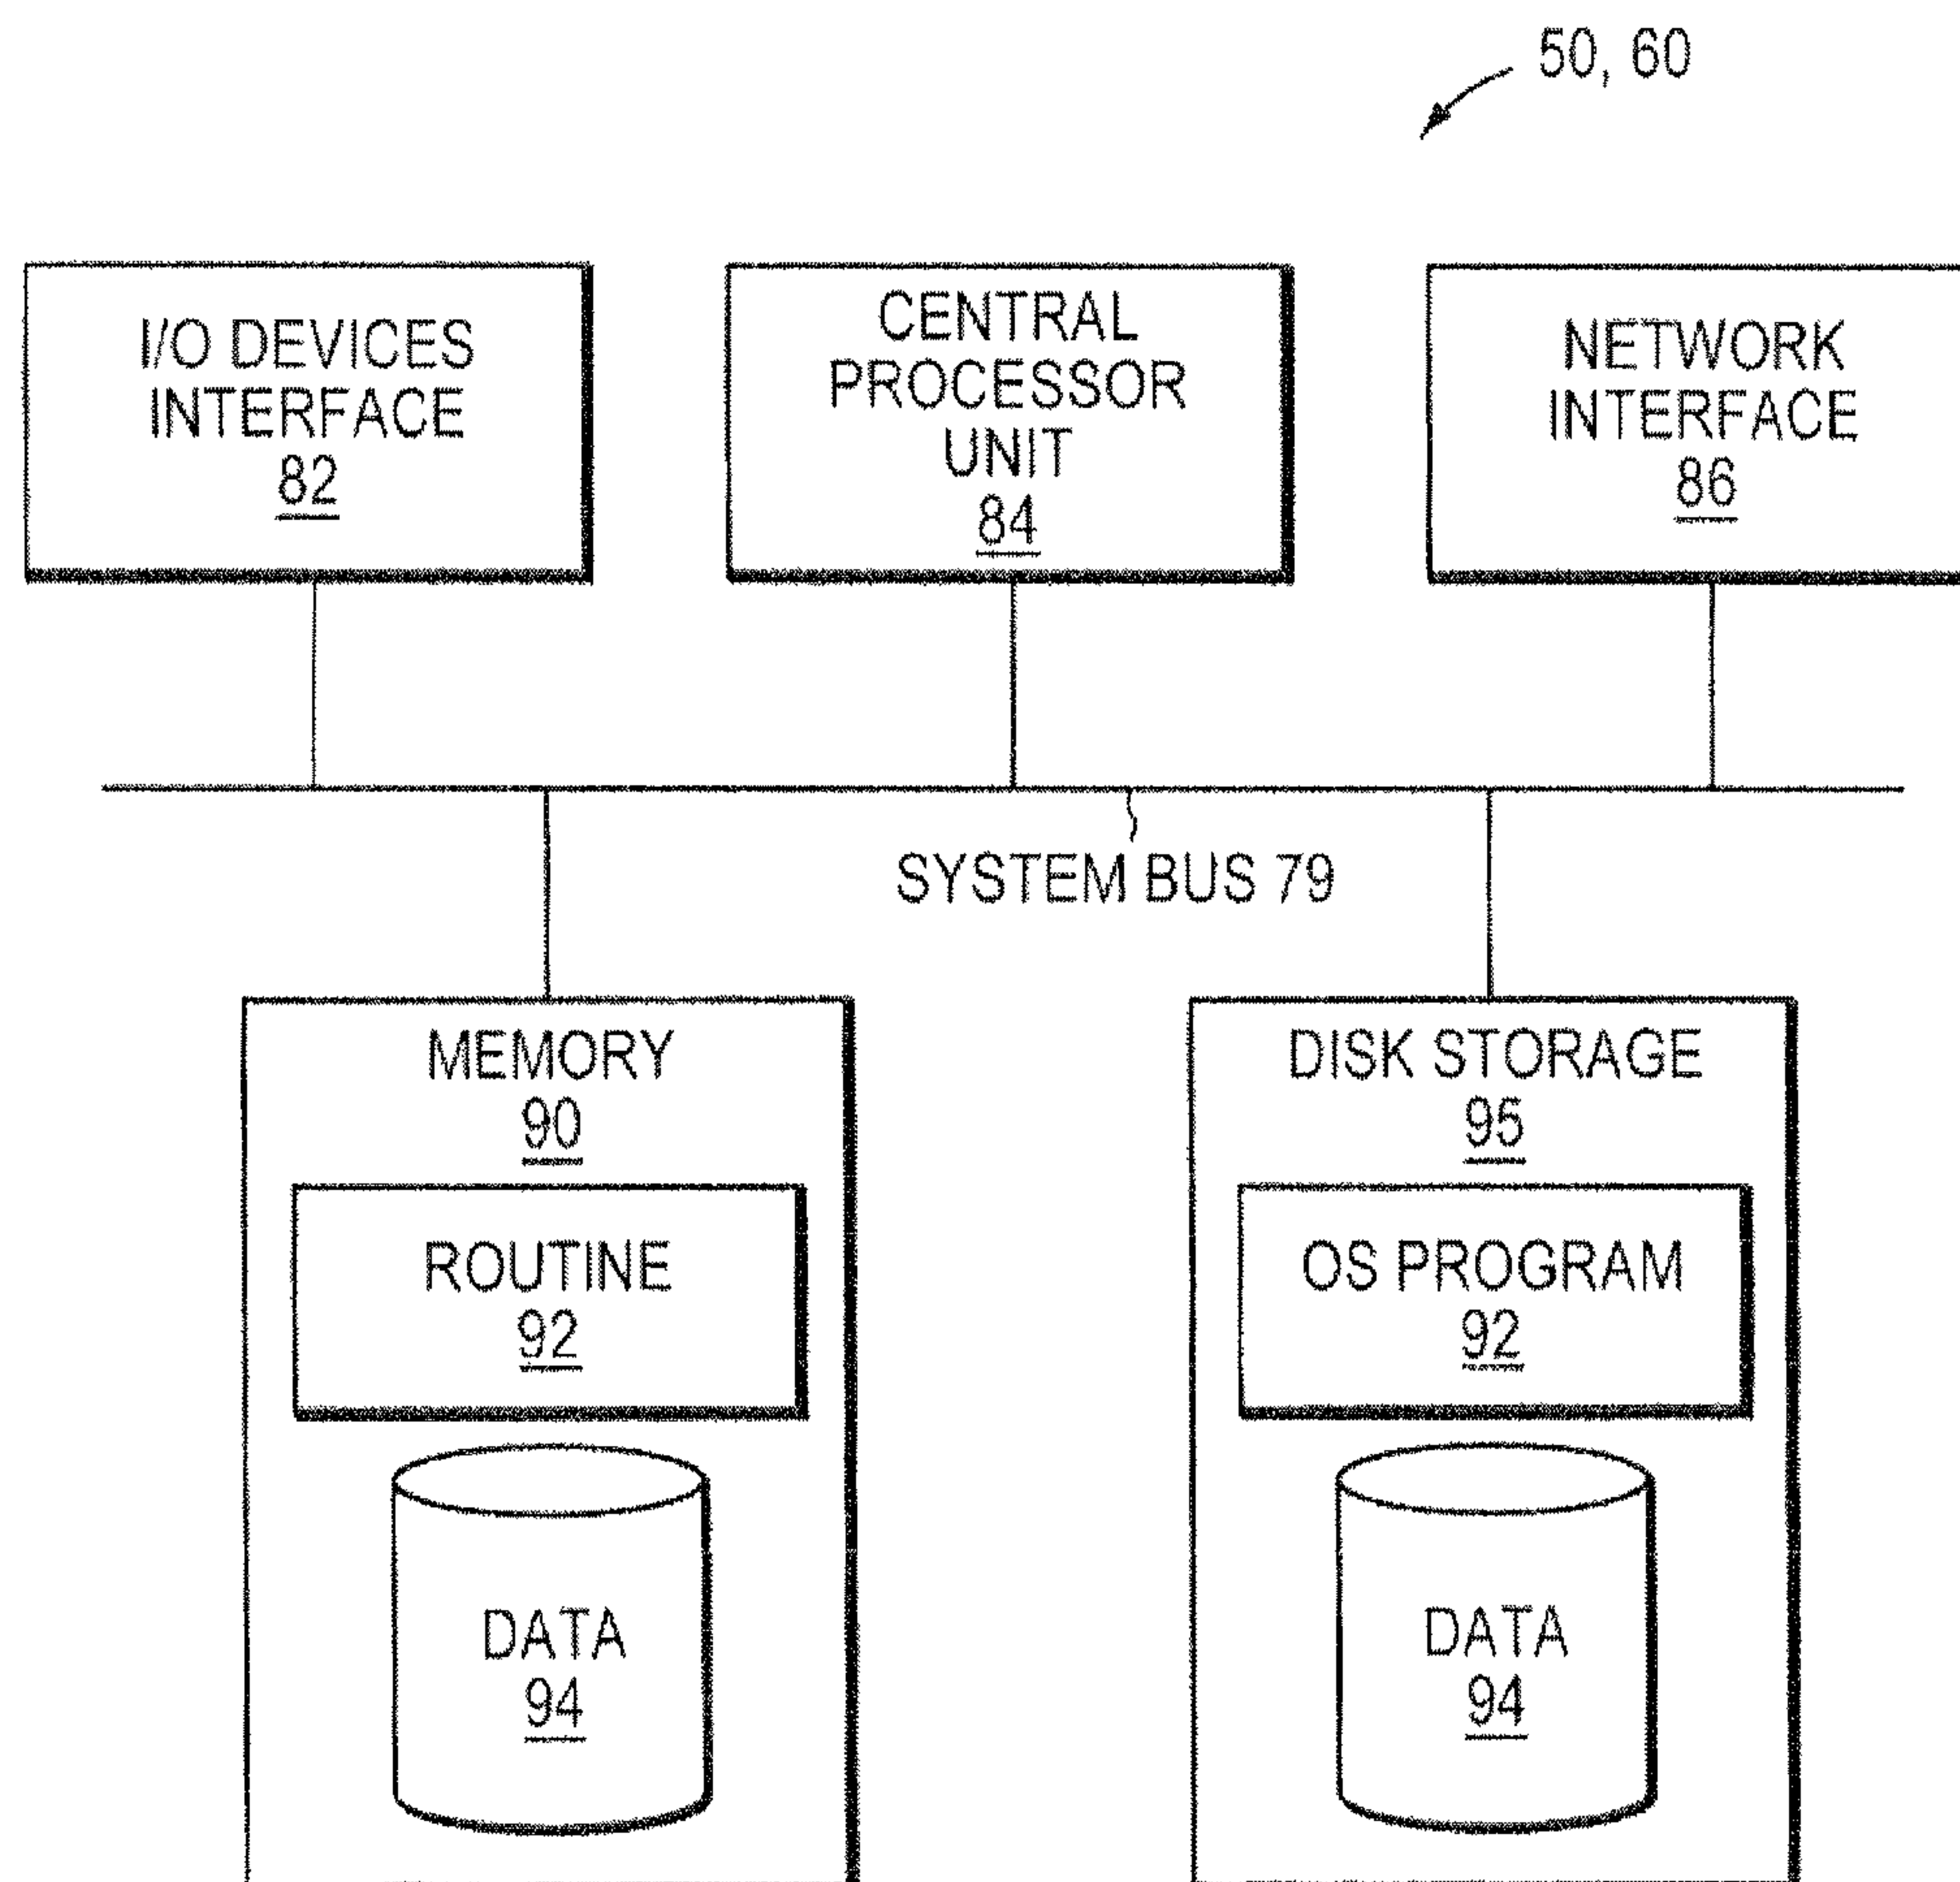 50, 60
I/O DEVICES
INTERFACE
82
CENTRAL
PROCESSOR
UNIT
84
NETWORK
INTERFACE
86
SYSTEM BUS 79
MEMORY
90
ROUTINE
92
DATA
94
DISK STORAGE
95
OS PROGRAM
92
DATA
94